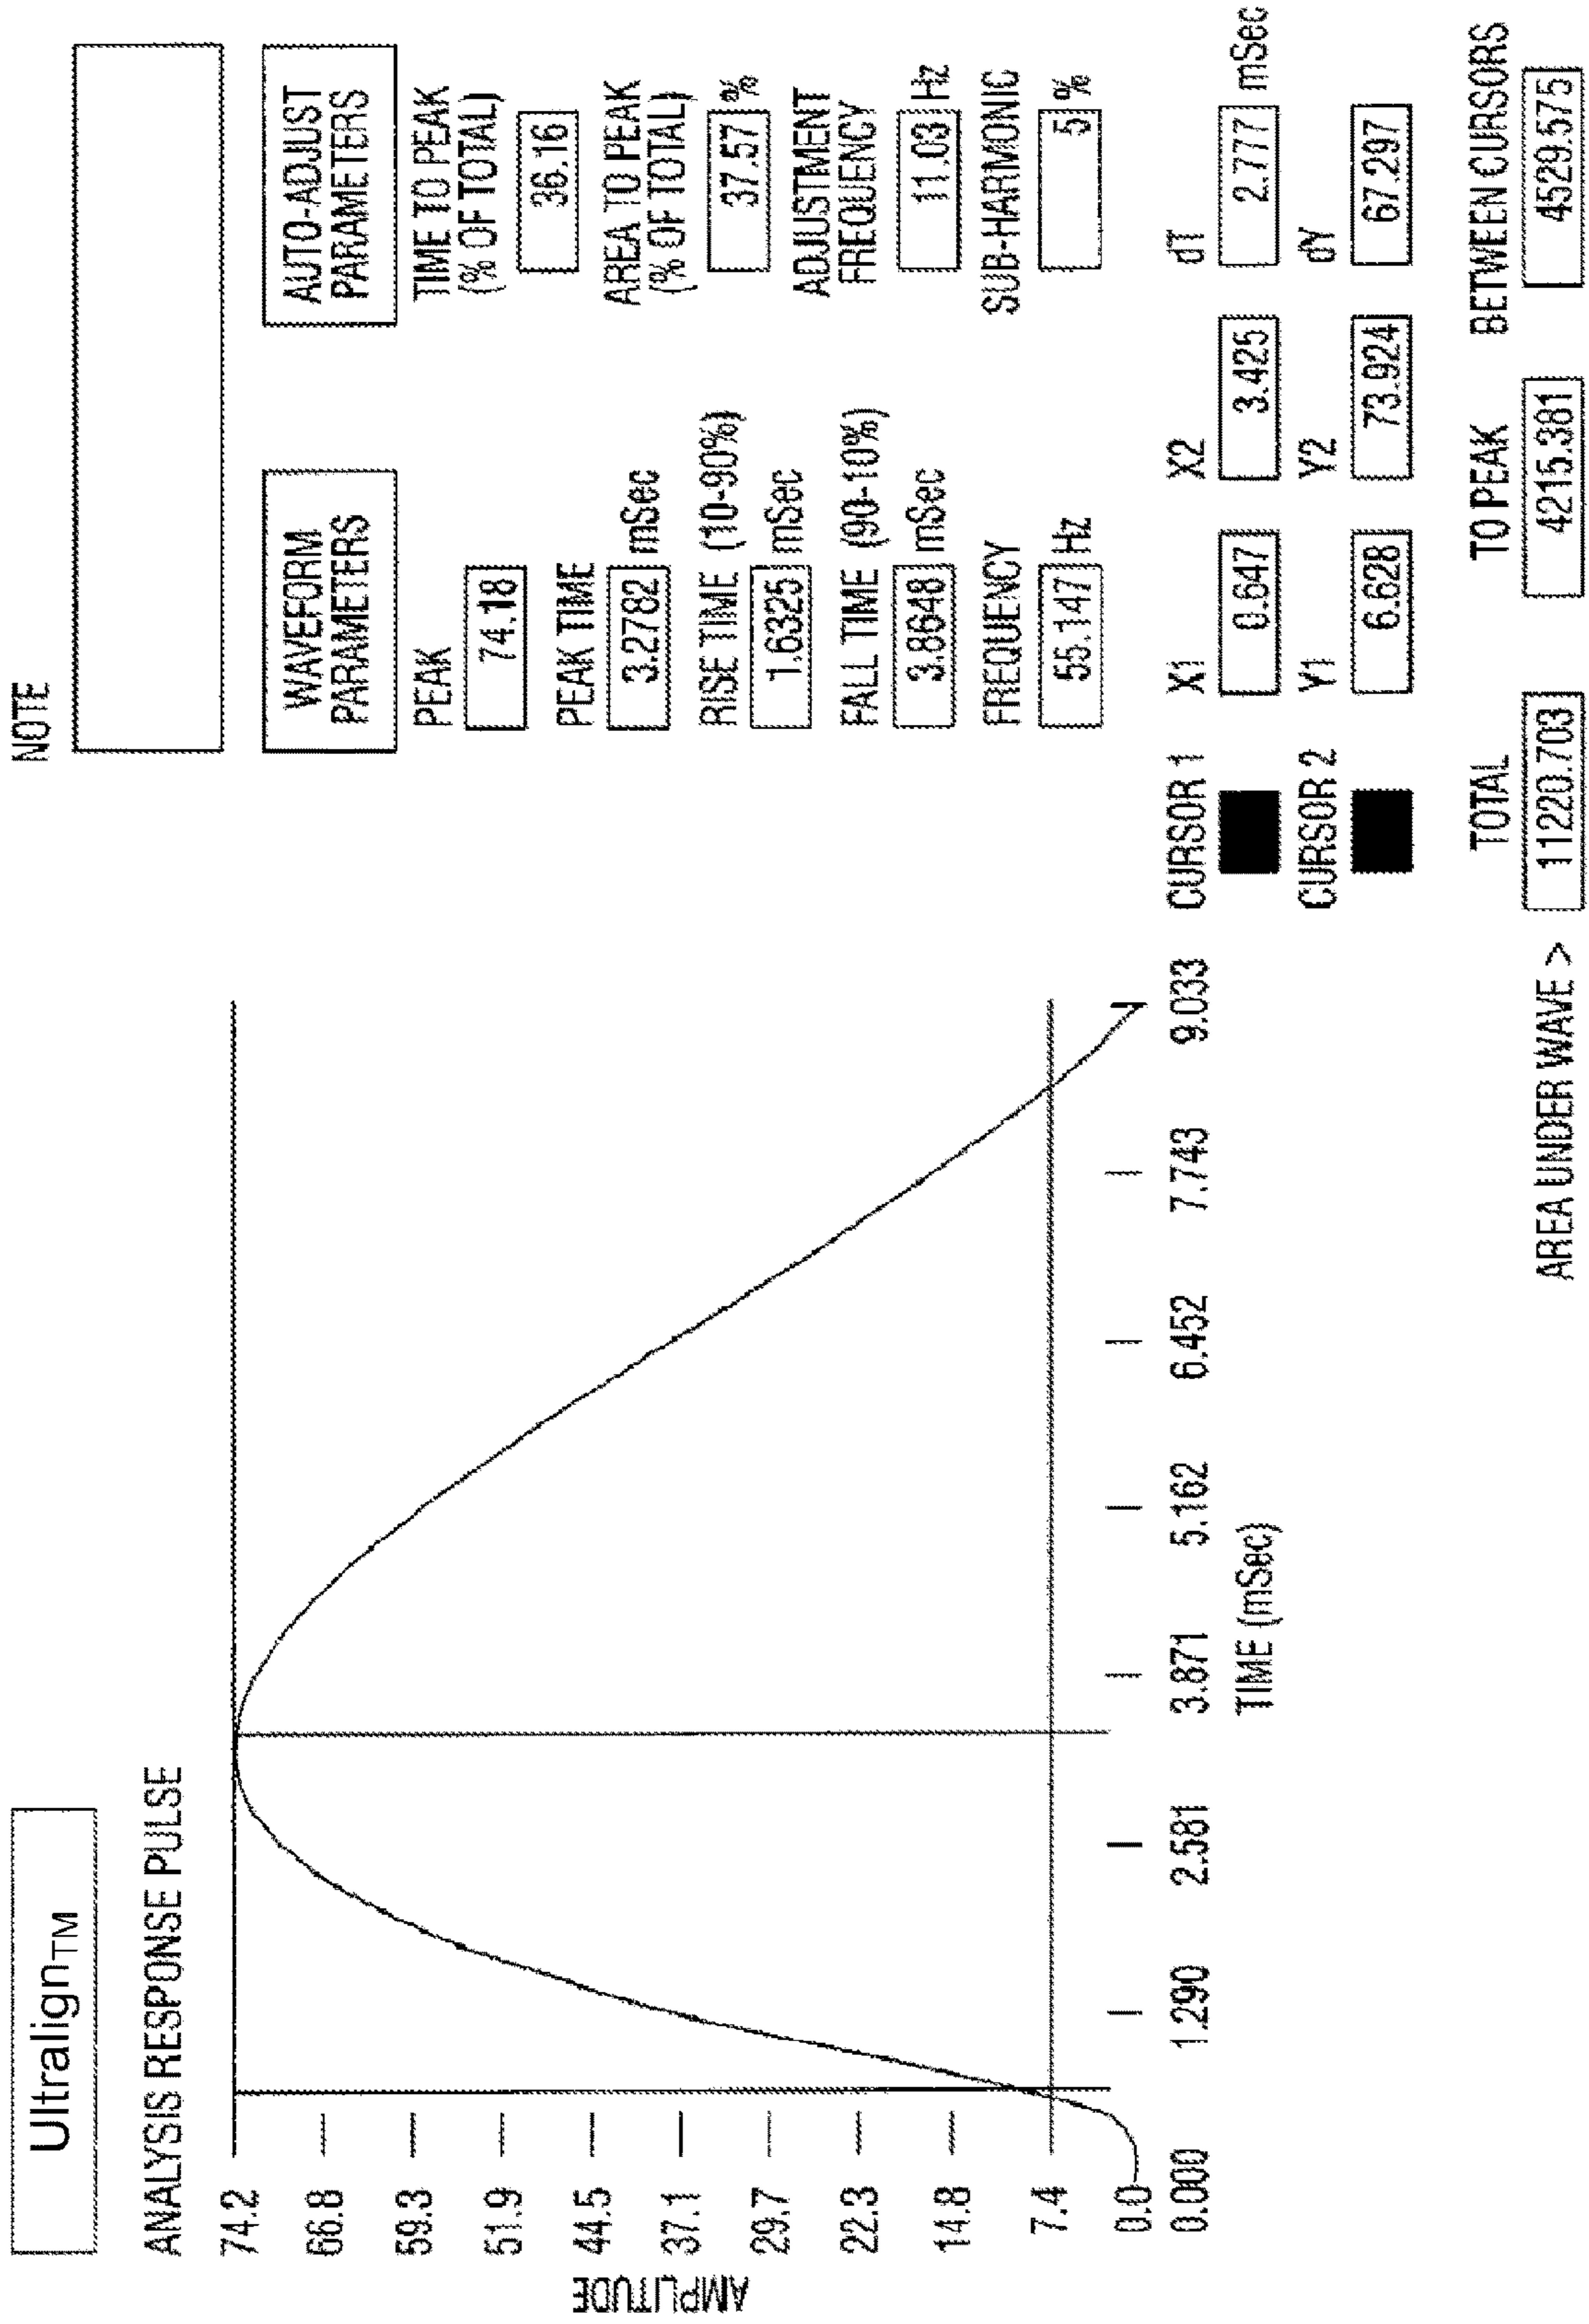 Ultralign TM
ANALYSIS RESPONSE PULSE
AMPLITUDE
74.2
66.8
59.3
51.9
44.5
37.1
29.7
22.3
14.8
7.4
0.0
0.000 1.290 2.581 3.871 5.162 6.452 7.743 9.033
TIME (mSec)
NOTE
WAVEFORM
PARAMETERS
PEAK
74.18
PEAK TIME
3.2782 mSec
RISE TIME (10-90%)
1.6325 mSec
FALL TIME (90-10%)
3.8648 mSec
FREQUENCY
55.147 Hz
AUTO-ADJUST
PARAMETERS
TIME TO PEAK
(% OF TOTAL)
36.16
AREA TO PEAK
(% OF TOTAL)
37.57 %
ADJUSTMENT
FREQUENCY
11.03 Hz
SUB-HARMONIC
5 %
CURSOR 1 X1 X2 dT
0.647 3.425 2.777 mSec
CURSOR 2 Y1 Y2 dY
6.628 73.924 67.297
TOTAL TO PEAK BETWEEN CURSORS
AREA UNDER WAVE > 11220.703 4215.381 4529.575